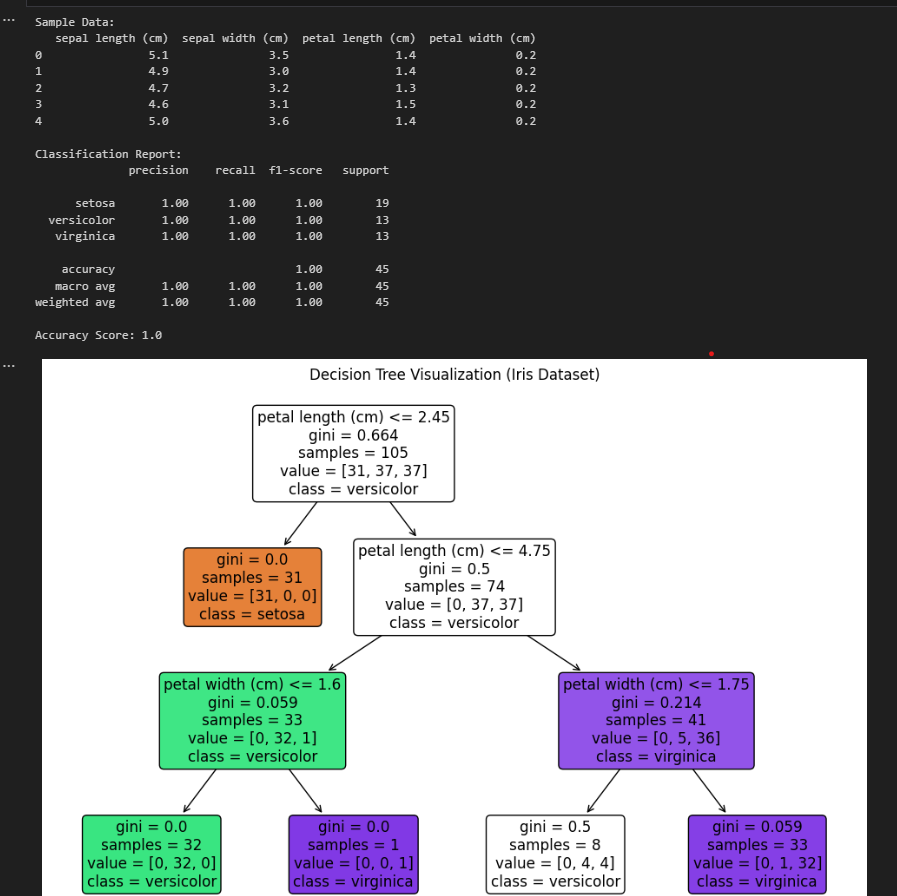 Sample Data:
sepal length (cm) sepal width (cm) petal length (cm) petal width (cm)
0 5.1 3.5 1.4 0.2
1 4.9 3.0 1.4 0.2
2 4.7 3.2 1.3 0.2
3 4.6 3.1 1.5 0.2
4 5.0 3.6 1.4 0.2
Classification Report:
precision recall f1-score support
setosa 1.00 1.00 1.00 19
versicolor 1.00 1.00 1.00 13
virginica 1.00 1.00 1.00 13
accuracy 1.00 45
macro avg 1.00 1.00 1.00 45
weighted avg 1.00 1.00 1.00 45
Accuracy Score: 1.0
Decision Tree Visualization (Iris Dataset)
petal length (cm) <= 2.45
gini = 0.664
samples = 105
value = [31, 37, 37]
class = versicolor
gini = 0.0
samples = 31
value = [31, 0, 0]
class = setosa
petal length (cm) <= 4.75
gini = 0.5
samples = 74
value = [0, 37, 37]
class = versicolor
petal width (cm) <= 1.6
gini = 0.059
samples = 33
value = [0, 32, 1]
class = versicolor
petal width (cm) <= 1.75
gini = 0.214
samples = 41
value = [0, 5, 36]
class = virginica
gini = 0.0
samples = 32
value = [0, 32, 0]
class = versicolor
gini = 0.0
samples = 1
value = [0, 0, 1]
class = virginica
gini = 0.5
samples = 8
value = [0, 4, 4]
class = versicolor
gini = 0.059
samples = 33
value = [0, 1, 32]
class = virginica